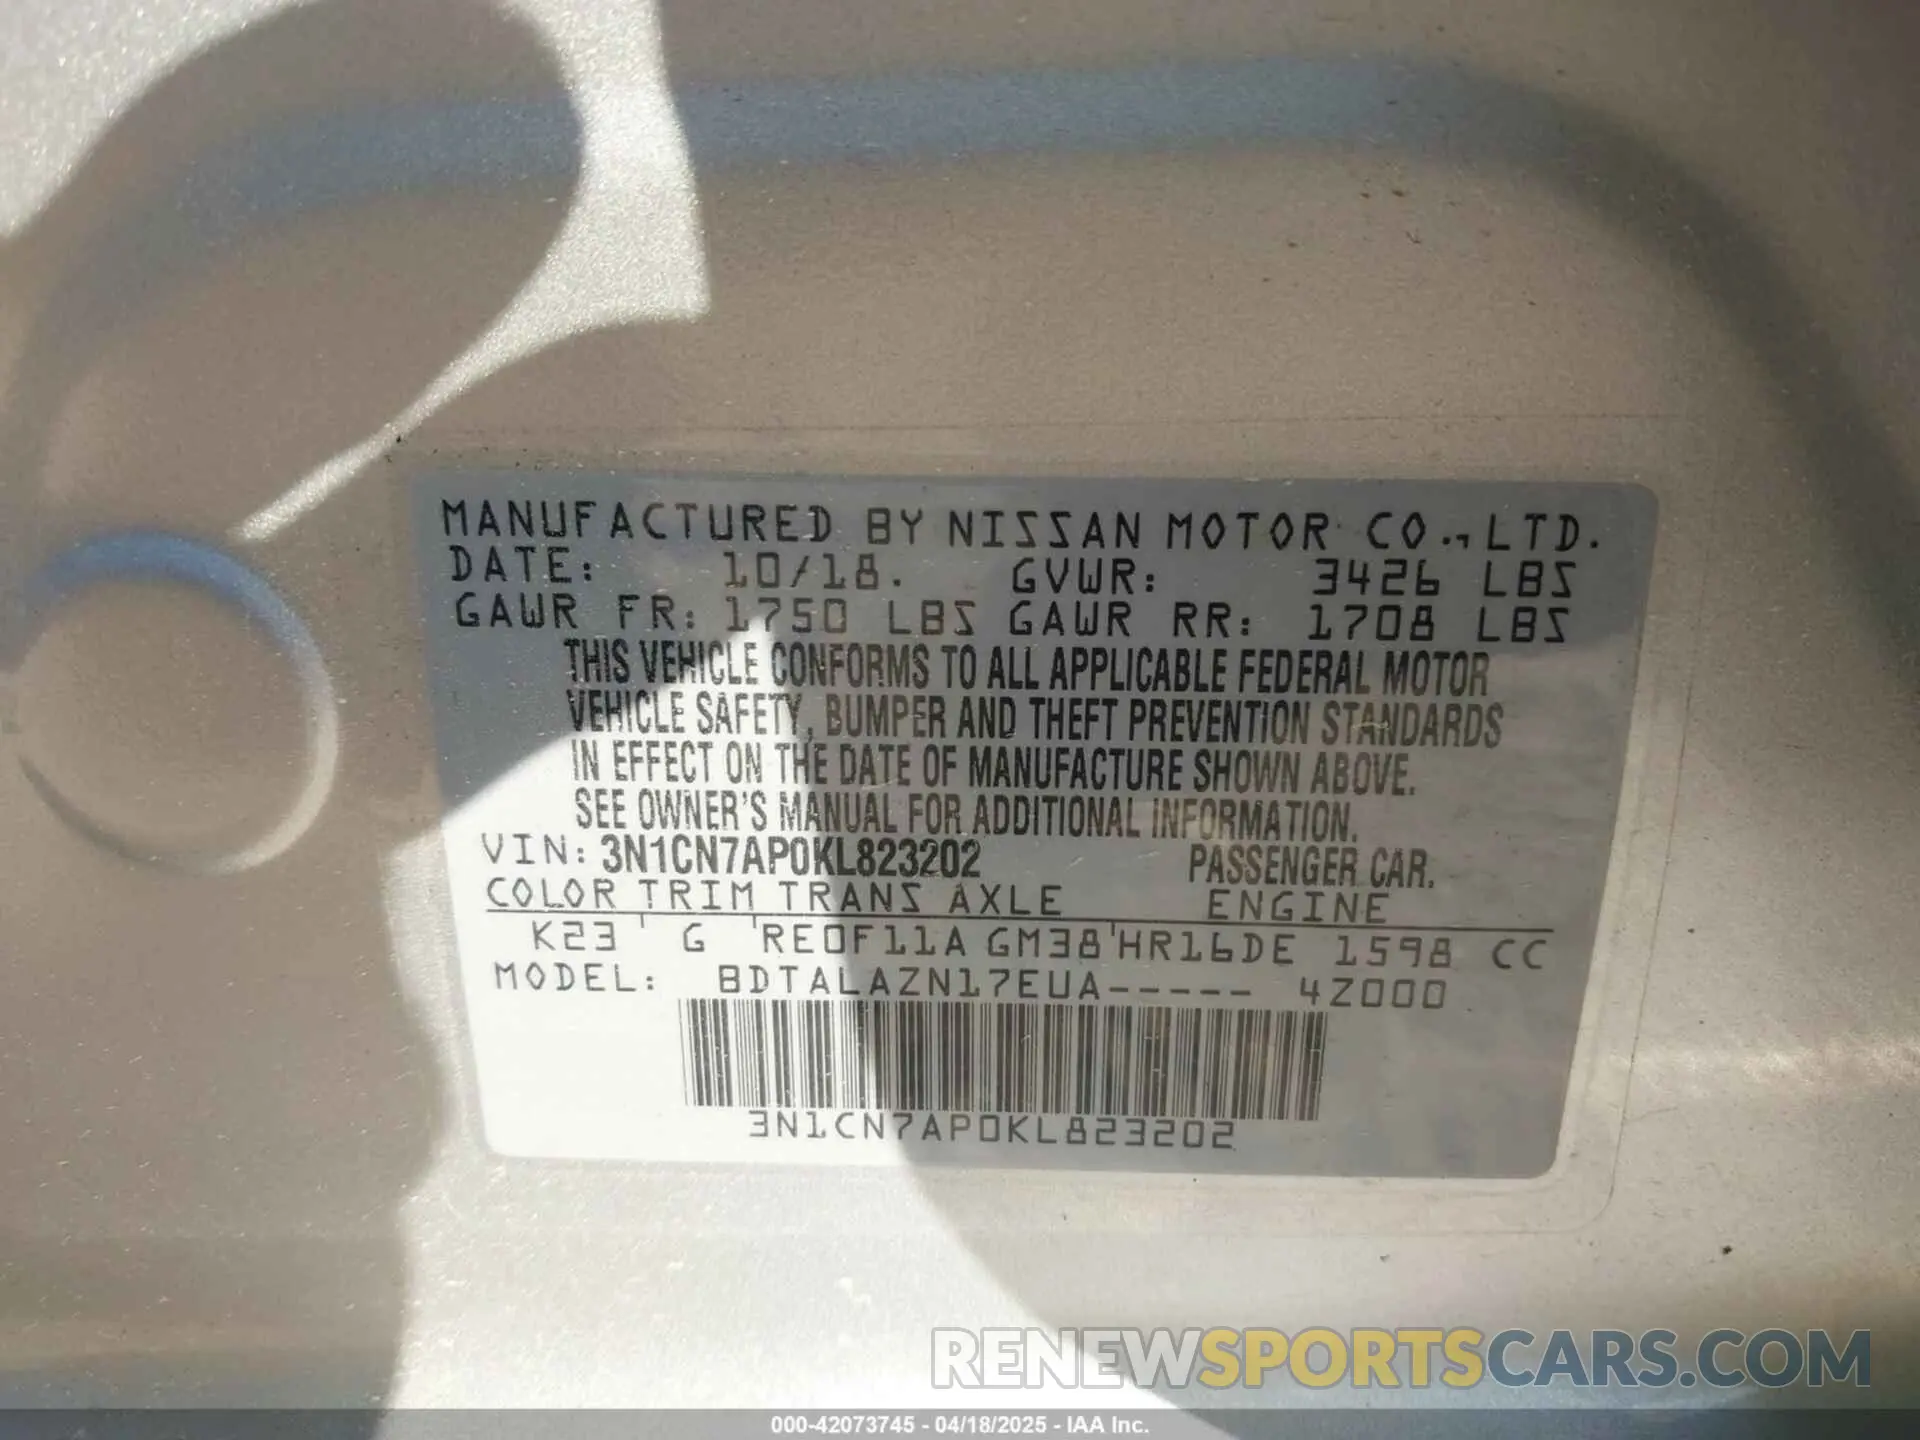 MANUFACTURED BY NISSAN MOTOR CO., LTD.
DATE: 10/18. GVWR: 3426 LBS
GAWR FR: 1750 LBS GAWR RR: 1708 LBS
THIS VEHICLE CONFORMS TO ALL APPLICABLE FEDERAL MOTOR
VEHICLE SAFETY, BUMPER AND THEFT PREVENTION STANDARDS
IN EFFECT ON THE DATE OF MANUFACTURE SHOWN ABOVE.
SEE OWNER'S MANUAL FOR ADDITIONAL INFORMATION.
VIN: 3N1CN7AP0KL823202 PASSENGER CAR.
COLOR TRIM TRANS AXLE ENGINE
K23 G RE0F11A GM38 HR16DE 1598 CC
MODEL: BDTALAZN17EUA----- 4Z000
3N1CN7AP0KL823202
RENEWSPORTSCARS.COM
000-42073745 - 04/18/2025 - IAA Inc.